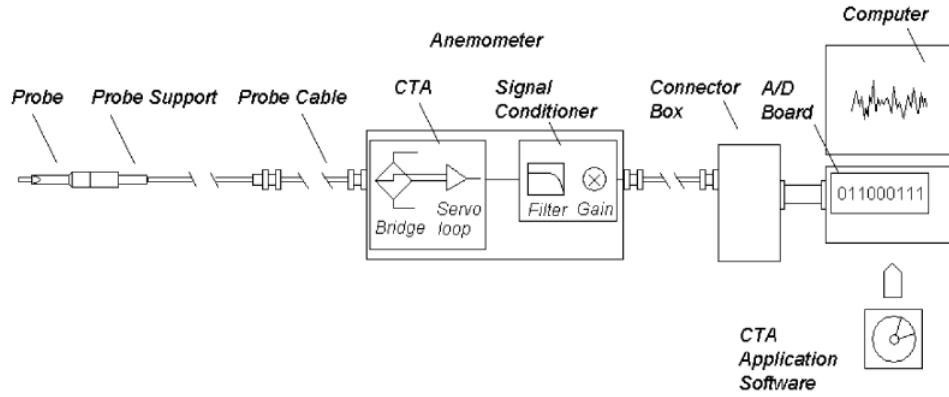 Computer
Anemometer
Probe
Probe Support
Probe Cable
CTA
Signal
Conditioner
Connector
Box
A/D
Board
011000111
Bridge
Servo
loop
Filter
Gain
CTA
Application
Software